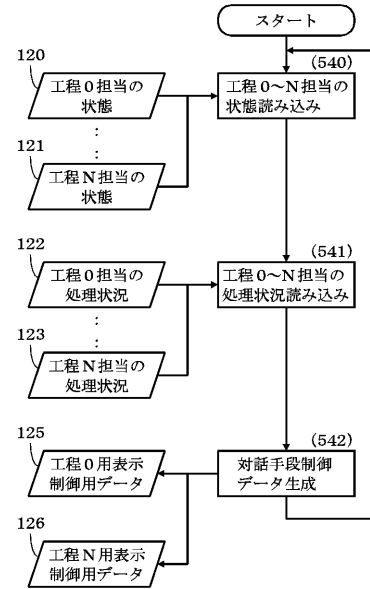 スタート
120
工程0担当の
状態
:
:
121
工程N担当の
状態
(540)
工程0～N担当の
状態読み込み
122
工程0担当の
処理状況
:
:
123
工程N担当の
処理状況
(541)
工程0～N担当の
処理状況読み込み
125
工程0用表示
制御用データ
126
工程N用表示
制御用データ
(542)
対話手段制御
データ生成